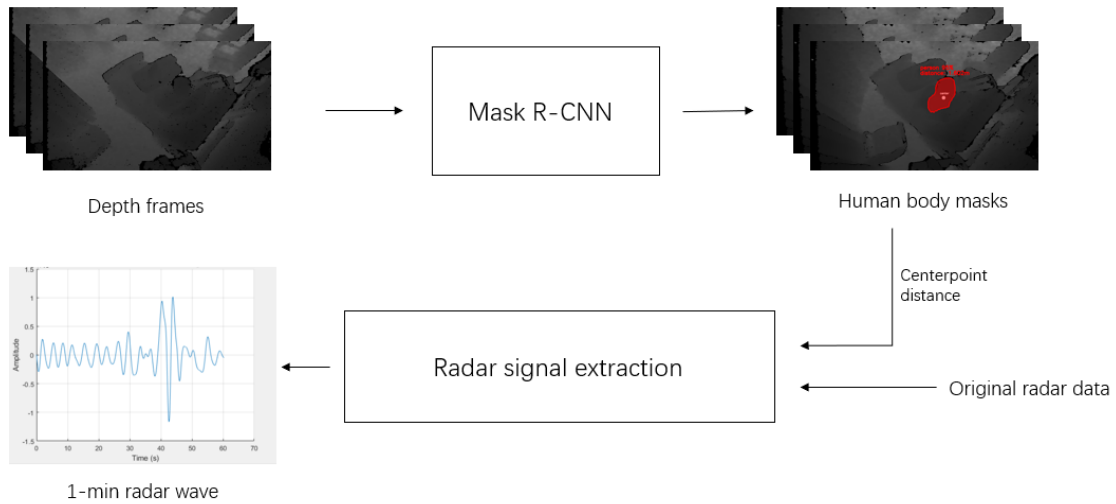 Mask R-CNN
Depth frames
Human body masks
Centerpoint
distance
Radar signal extraction
Original radar data
1.5
1
0.5
0
-0.5
-1
-1.5
Amplitude
0
10
20
30
40
50
60
70
Time (s)
1-min radar wave